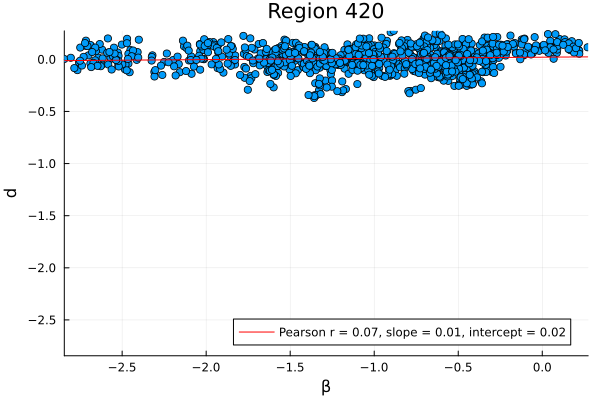 Region 420
0.0
−0.5
−1.0
−1.5
−2.0
−2.5
d
Pearson r = 0.07, slope = 0.01, intercept = 0.02
−2.5 −2.0 −1.5 −1.0 −0.5 0.0
β